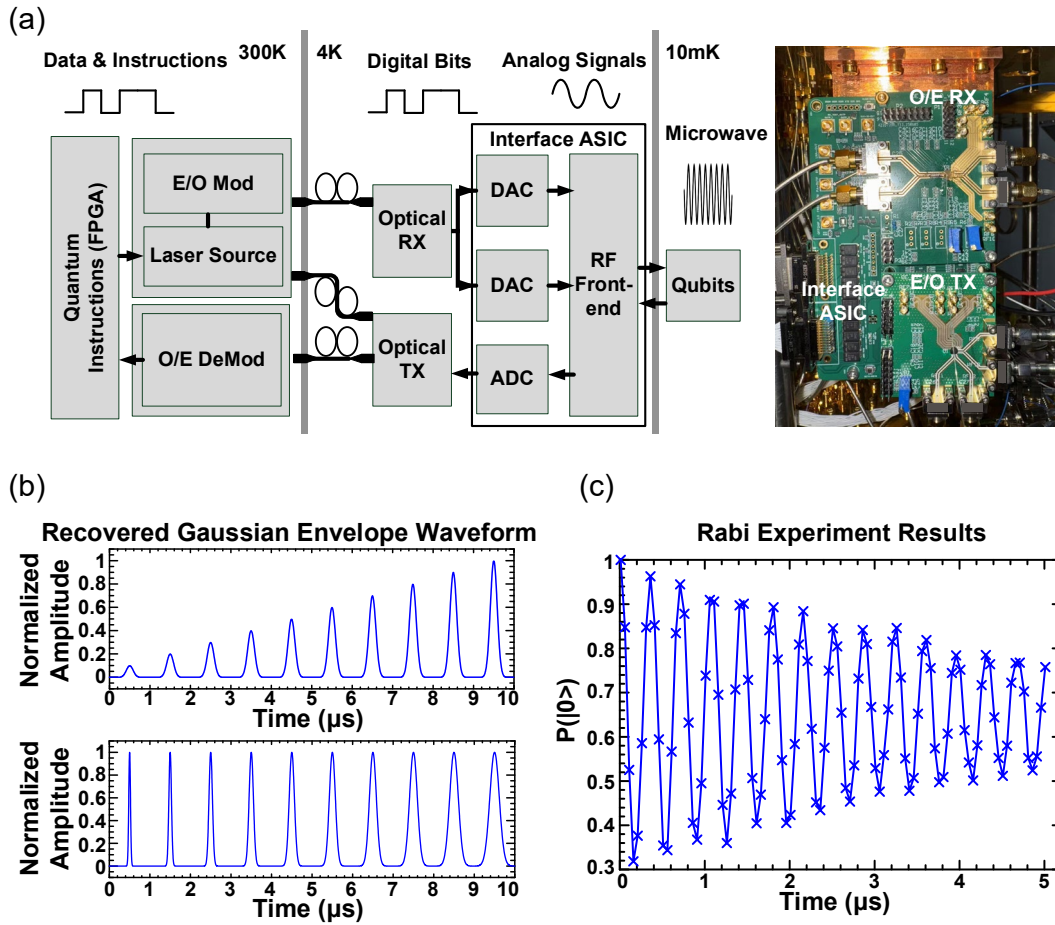 (a)
Data & Instructions
300K
4K
Digital Bits
Analog Signals
10mK
Quantum
Instructions (FPGA)
E/O Mod
Laser Source
O/E DeMod
Optical
RX
Optical
TX
Interface ASIC
DAC
DAC
ADC
RF
Front-
end
Microwave
Qubits
O/E RX
Interface
ASIC
E/O TX
(b)
Recovered Gaussian Envelope Waveform
Normalized
Amplitude
1
0.8
0.6
0.4
0.2
0
0 1 2 3 4 5 6 7 8 9 10
Time (µs)
Normalized
Amplitude
1
0.8
0.6
0.4
0.2
0
0 1 2 3 4 5 6 7 8 9 10
Time (µs)
(c)
Rabi Experiment Results
P(|0>)
1
0.9
0.8
0.7
0.6
0.5
0.4
0.3
0 1 2 3 4 5
Time (µs)